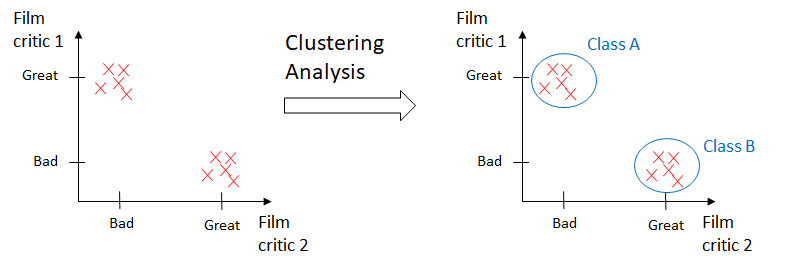 Film
critic 1
Great
Bad
Bad
Great
Film
critic 2
Clustering
Analysis
Film
critic 1
Class A
Great
Class B
Bad
Bad
Great
Film
critic 2